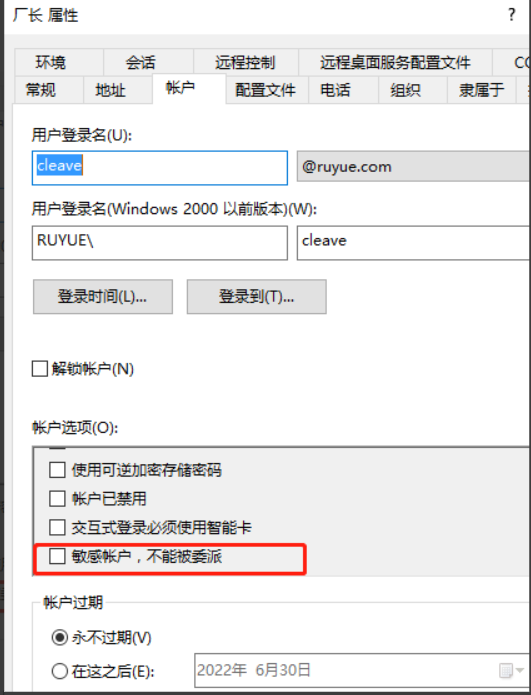 厂长 属性
?
环境 会话 远程控制 远程桌面服务配置文件 CO
常规 地址 帐户 配置文件 电话 组织 隶属于
用户登录名(U):
cleave @ruyue.com
用户登录名(Windows 2000 以前版本)(W):
RUYUE\ cleave
登录时间(L)... 登录到(T)...
解锁帐户(N)
帐户选项(O):
使用可逆加密存储密码
帐户已禁用
交互式登录必须使用智能卡
敏感帐户，不能被委派
帐户过期
永不过期(V)
在这之后(E): 2022年 6月30日